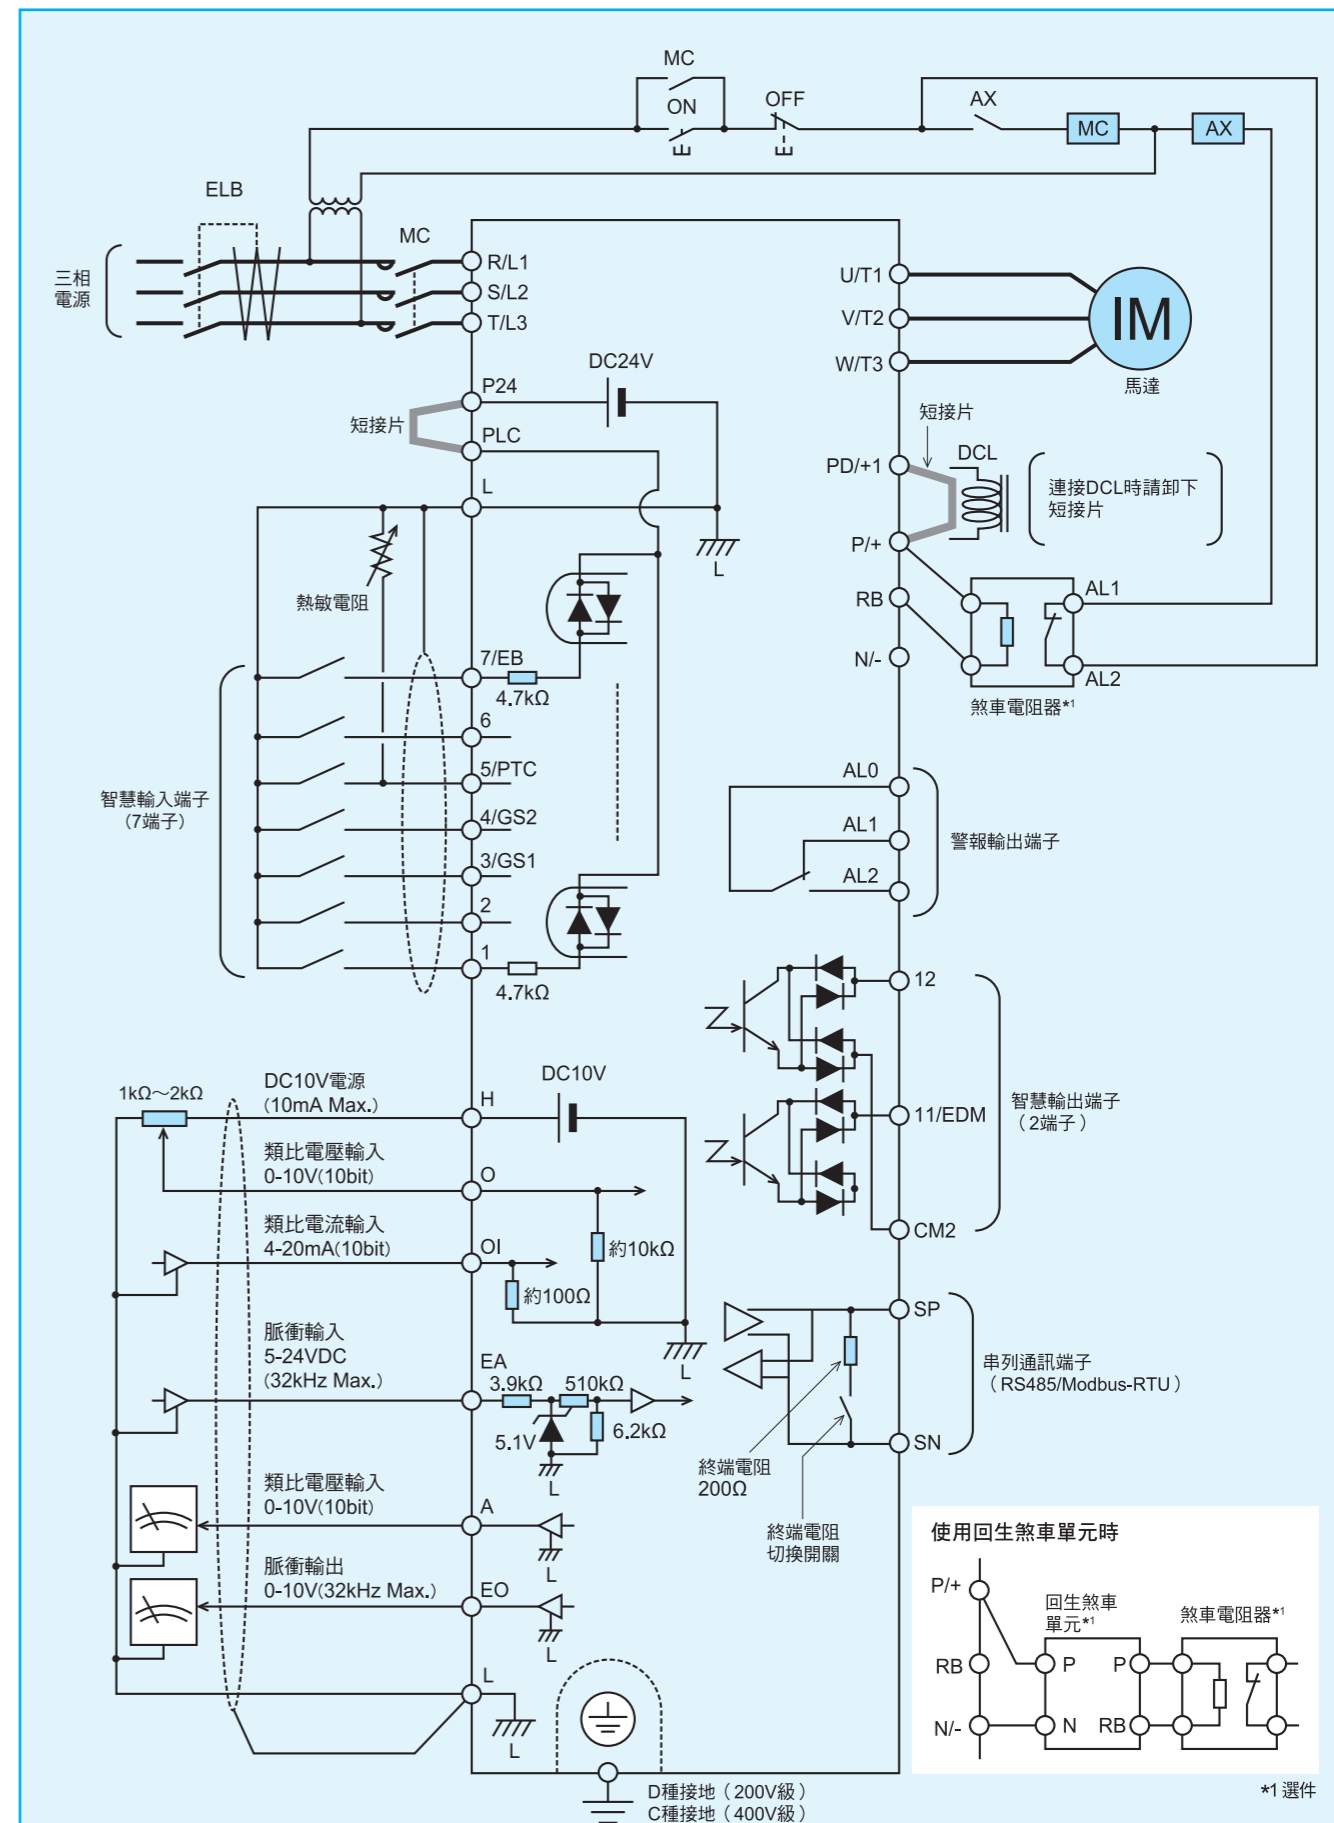 MC
ON
OFF
AX
MC
AX
ELB
MC
三相
電源
R/L1
S/L2
T/L3
U/T1
V/T2
W/T3
IM
馬達
P24
DC24V
短接片
PLC
L
L
短接片
PD/+1
DCL
連接DCL時請卸下
短接片
P/+
RB
N/-
AL1
AL2
煞車電阻器*1
熱敏電阻
7/EB
4.7kΩ
6
5/PTC
4/GS2
3/GS1
2
1
4.7kΩ
智慧輸入端子
(7端子)
AL0
AL1
AL2
警報輸出端子
12
11/EDM
CM2
智慧輸出端子
（2端子）
1kΩ～2kΩ
DC10V電源
(10mA Max.)
H
DC10V
類比電壓輸入
0-10V(10bit)
O
類比電流輸入
4-20mA(10bit)
OI
約10kΩ
約100Ω
L
脈衝輸入
5-24VDC
(32kHz Max.)
EA
3.9kΩ
510kΩ
5.1V
6.2kΩ
L
SP
SN
串列通訊端子
（RS485/Modbus-RTU）
終端電阻
200Ω
終端電阻
切換開關
類比電壓輸入
0-10V(10bit)
A
L
脈衝輸出
0-10V(32kHz Max.)
EO
L
L
L
D種接地（200V級）
C種接地（400V級）
使用回生煞車單元時
P/+
RB
N/-
回生煞車
單元*1
P
N
P
RB
煞車電阻器*1
*1 選件